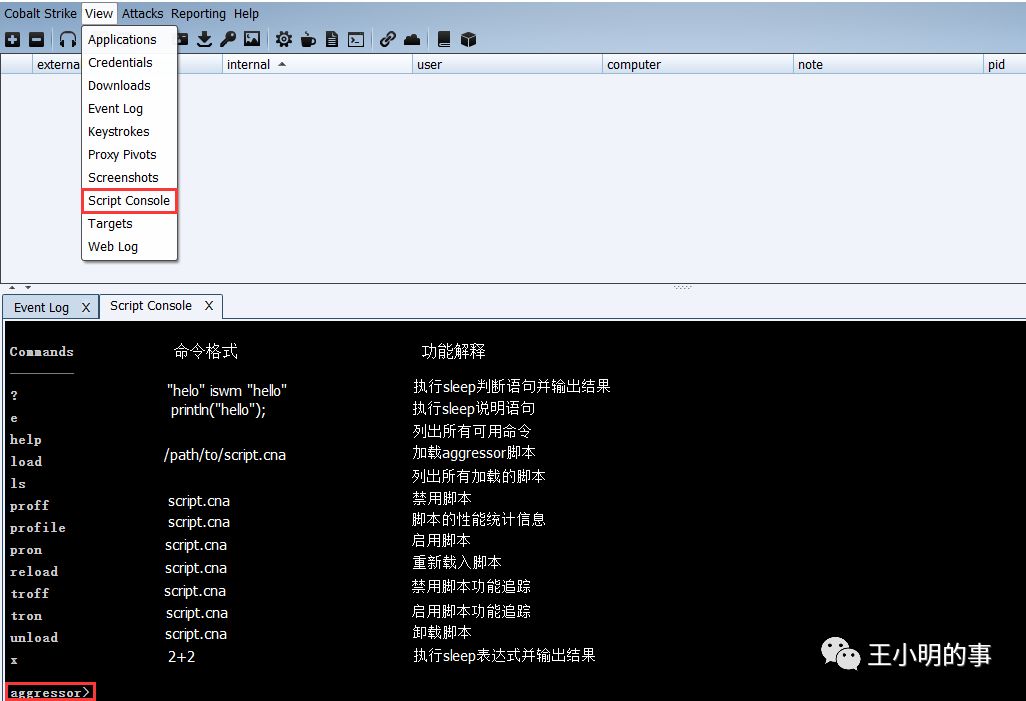 Cobalt Strike View Attacks Reporting Help
Applications
Credentials
Downloads
Event Log
Keystrokes
Proxy Pivots
Screenshots
Script Console
Targets
Web Log
externa internal user computer note pid
Event Log X Script Console X
Commands 命令格式 功能解释
? "helo" iswm "hello" 执行sleep判断语句并输出结果
e println("hello"); 执行sleep说明语句
help 列出所有可用命令
load /path/to/script.cna 加载aggressor脚本
ls 列出所有加载的脚本
proff script.cna 禁用脚本
profile script.cna 脚本的性能统计信息
pron script.cna 启用脚本
reload script.cna 重新载入脚本
troff script.cna 禁用脚本功能追踪
tron script.cna 启用脚本功能追踪
unload script.cna 卸载脚本
x 2+2 执行sleep表达式并输出结果
王小明的事
aggressor>